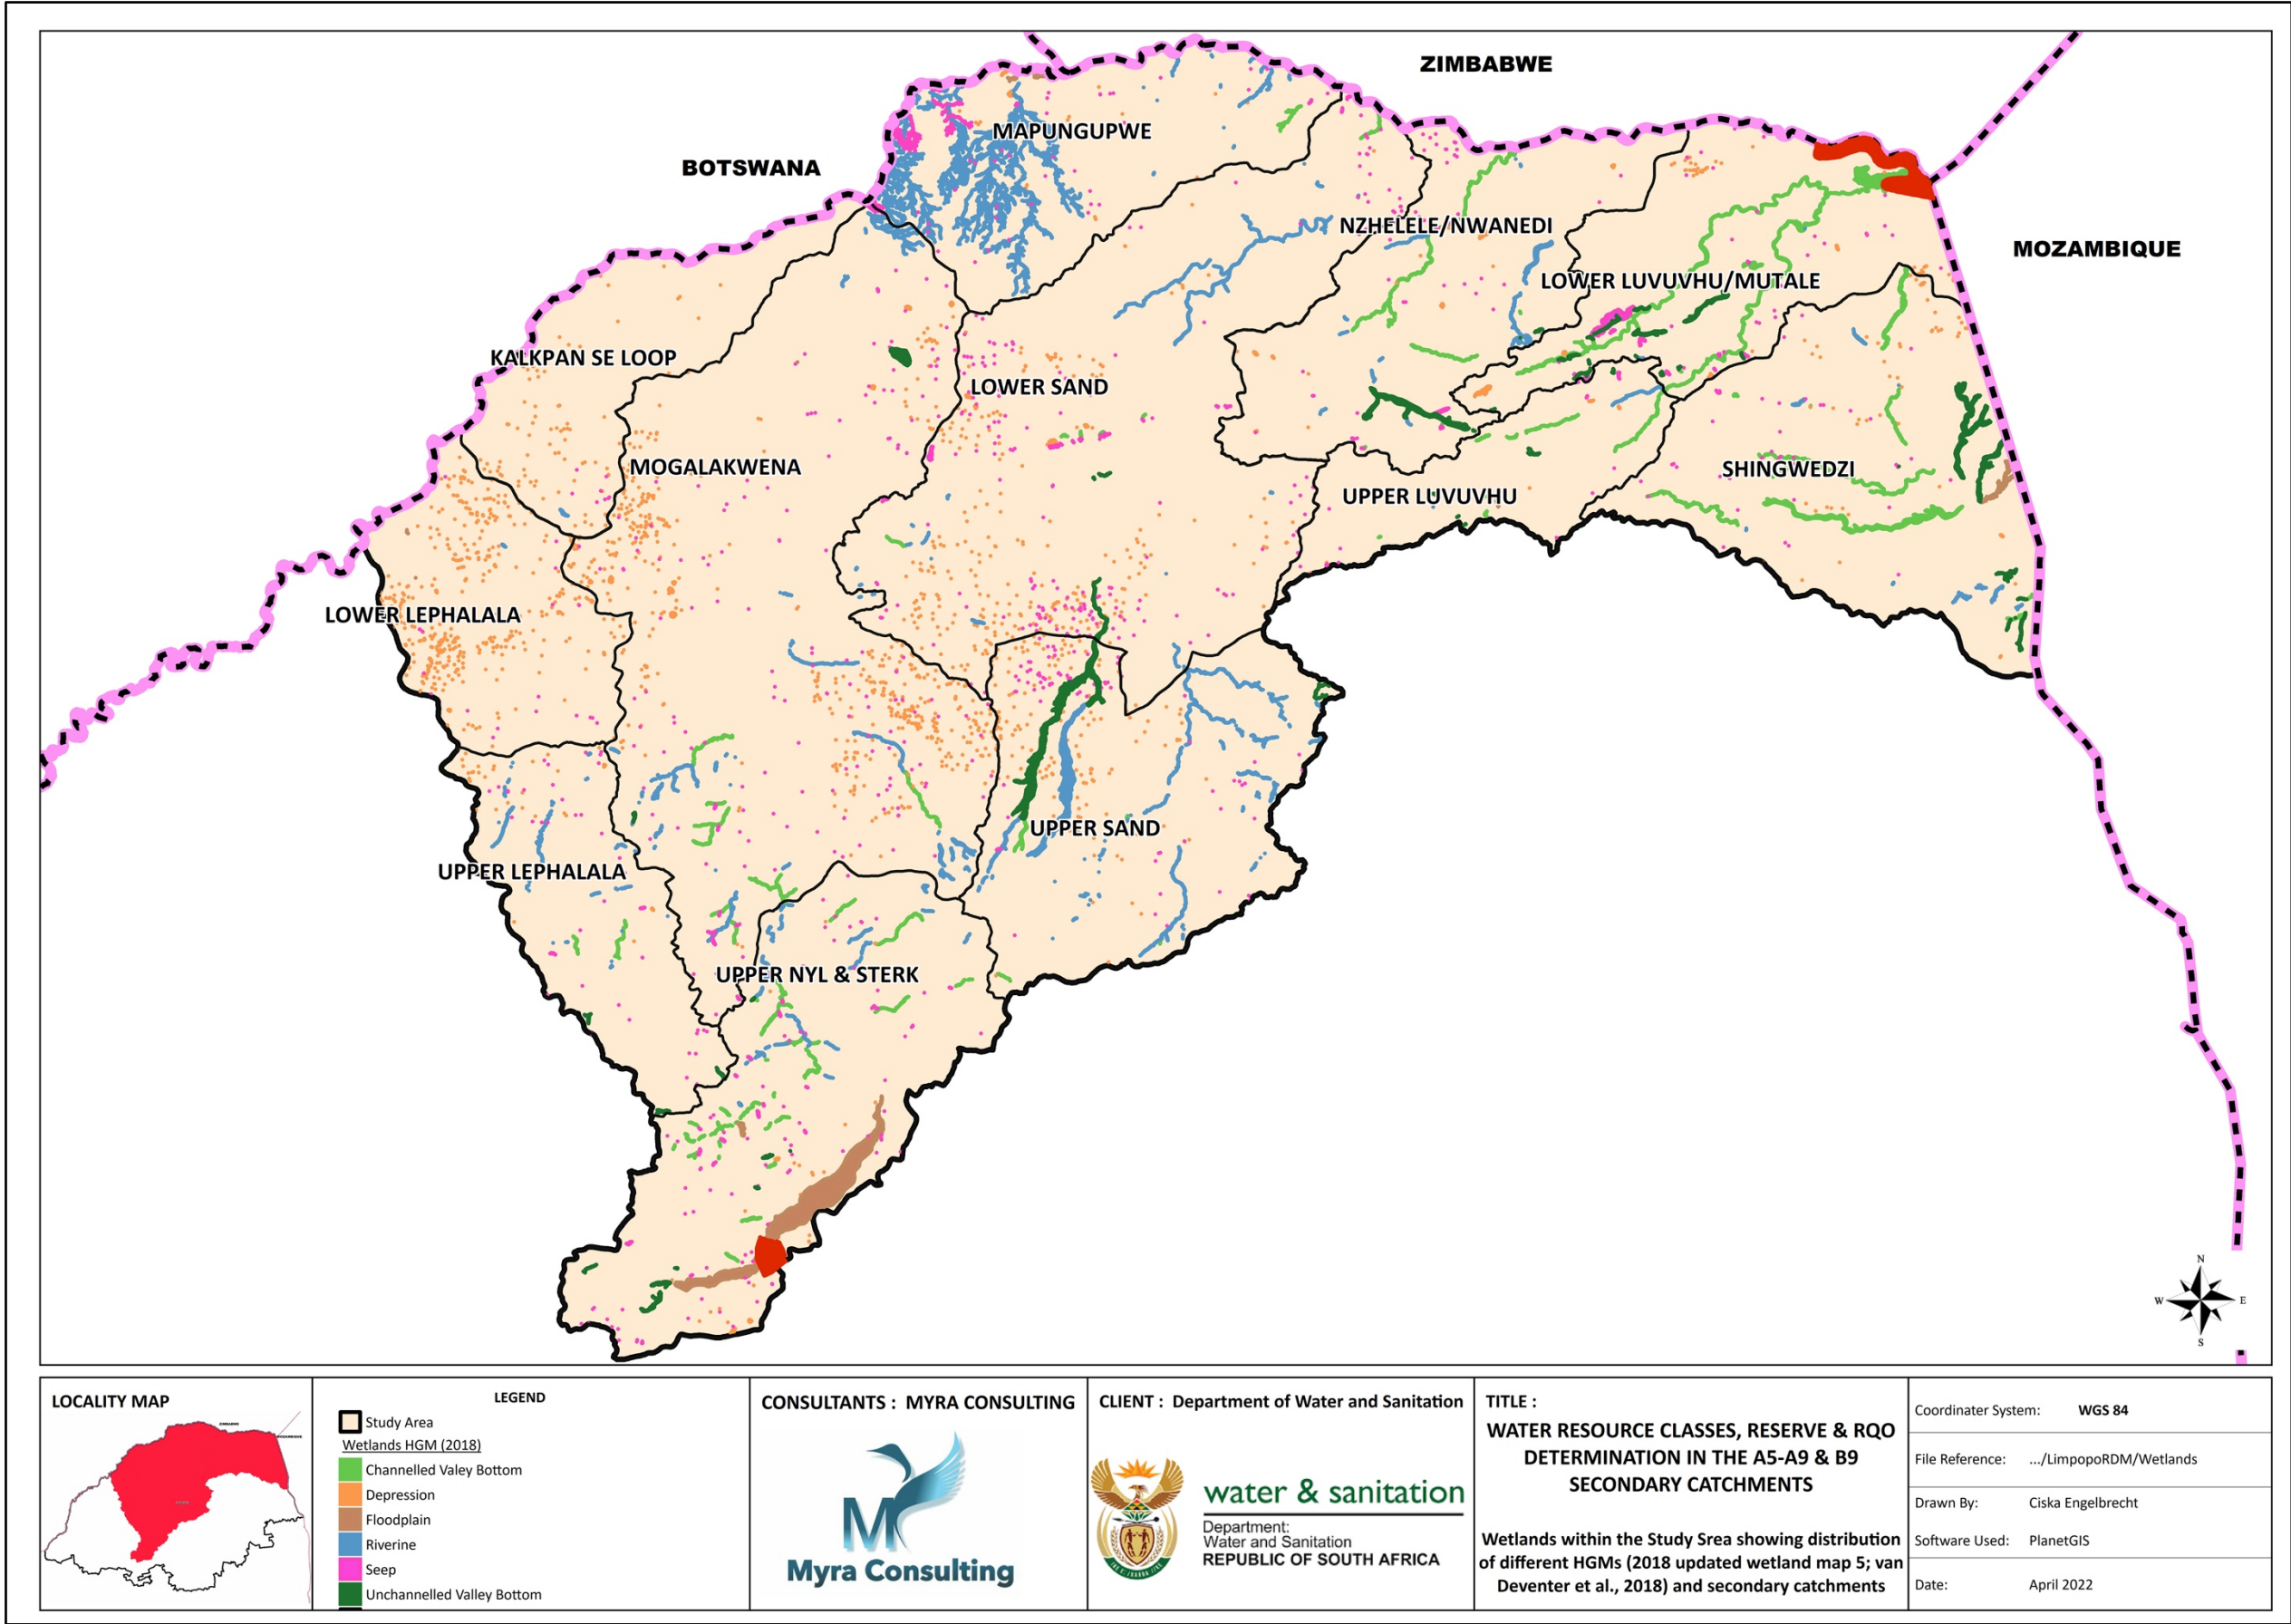 ZIMBABWE
MAPUNGUPWE
BOTSWANA
NZHELELE/NWANEDI
MOZAMBIQUE
LOWER LUVUVHU/MUTALE
KALKPAN SE LOOP
LOWER SAND
MOGALAKWENA
SHINGWEDZI
UPPER LUVUVHU
LOWER LEPHALALA
UPPER SAND
UPPER LEPHALALA
UPPER NYL & STERK
N
W
E
S
LOCALITY MAP
LEGEND
Study Area
Wetlands HGM (2018)
Channelled Valey Bottom
Depression
Floodplain
Riverine
Seep
Unchannelled Valley Bottom
CONSULTANTS : MYRA CONSULTING
M
Myra Consulting
CLIENT : Department of Water and Sanitation
water & sanitation
Department:
Water and Sanitation
REPUBLIC OF SOUTH AFRICA
TITLE :
WATER RESOURCE CLASSES, RESERVE & RQO
DETERMINATION IN THE A5-A9 & B9
SECONDARY CATCHMENTS
Wetlands within the Study Srea showing distribution
of different HGMs (2018 updated wetland map 5; van
Deventer et al., 2018) and secondary catchments
Coordinater System: WGS 84
File Reference: .../LimpopoRDM/Wetlands
Drawn By: Ciska Engelbrecht
Software Used: PlanetGIS
Date: April 2022